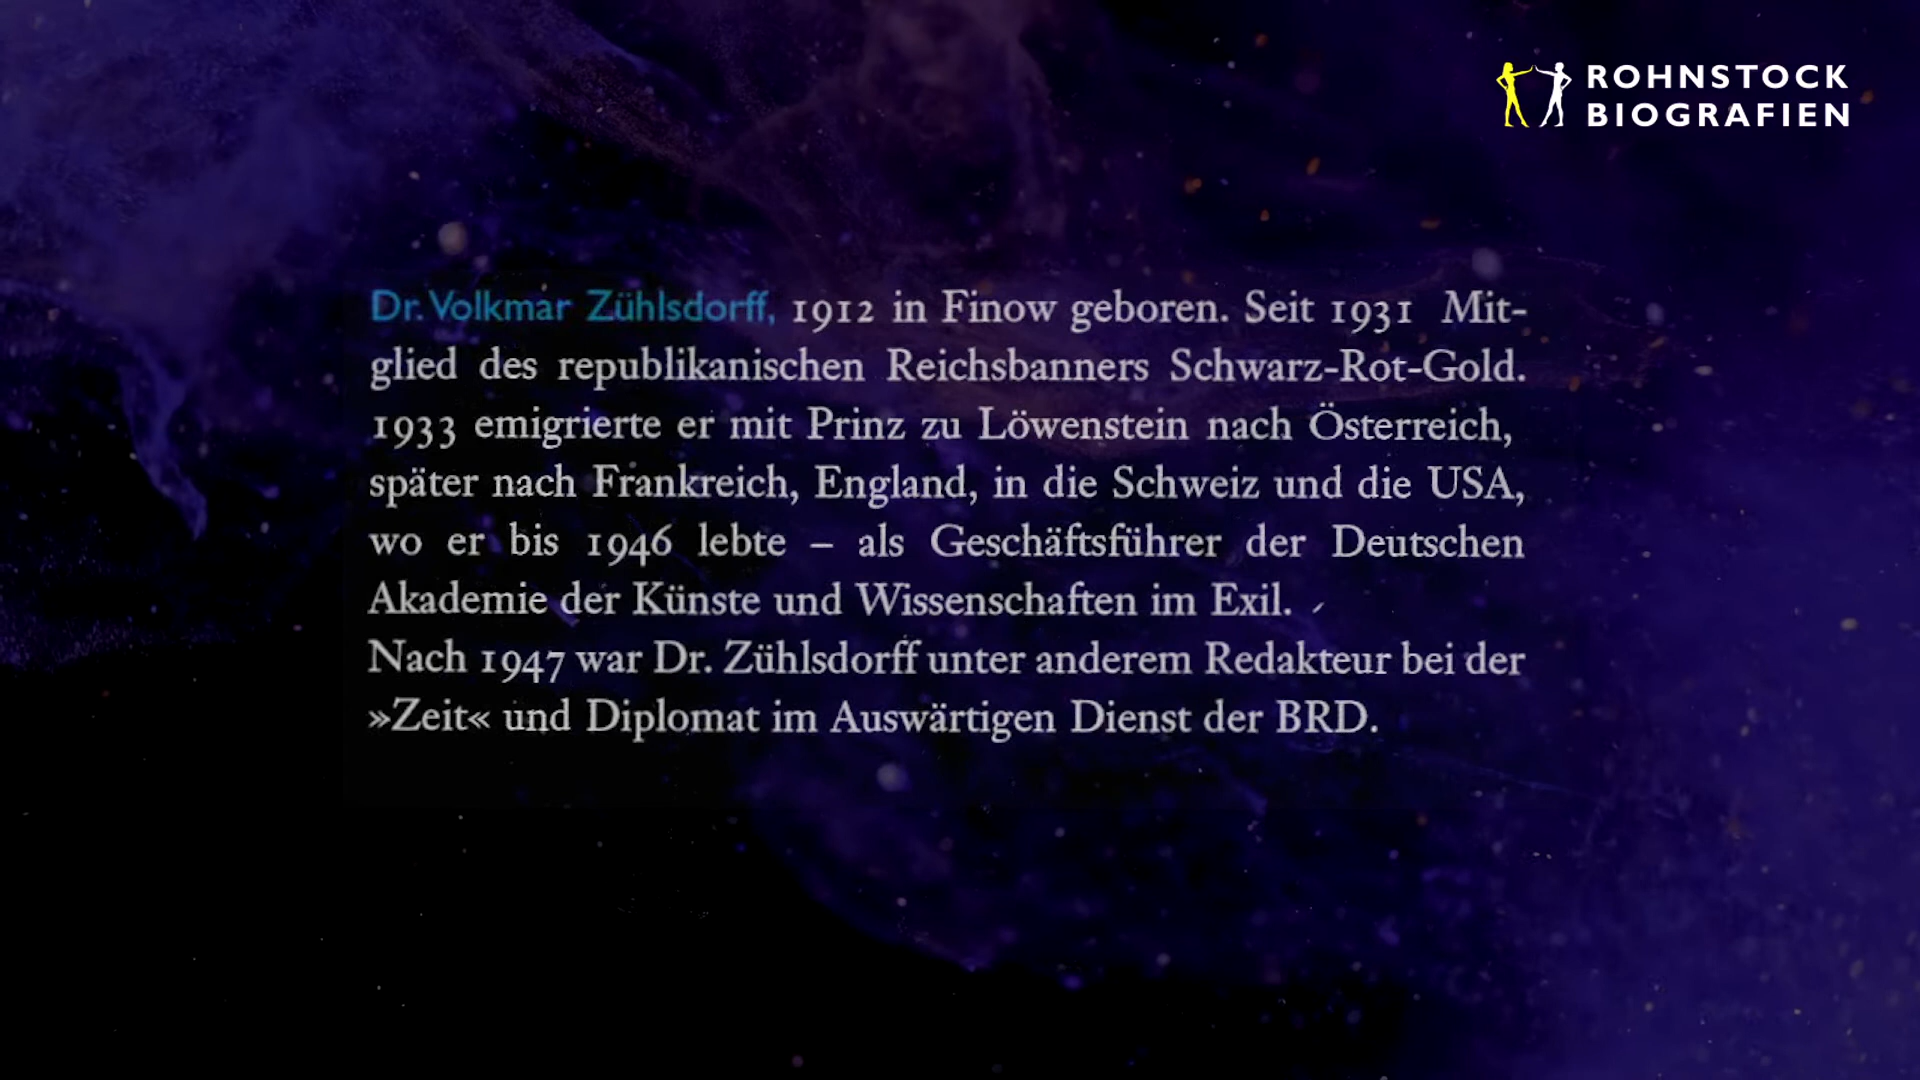 ROHNSTOCK
BIOGRAFIEN
Dr. Volkmar Zühlsdorff, 1912 in Finow geboren. Seit 1931 Mit-
glied des republikanischen Reichsbanners Schwarz-Rot-Gold.
1933 emigrierte er mit Prinz zu Löwenstein nach Österreich,
später nach Frankreich, England, in die Schweiz und die USA,
wo er bis 1946 lebte – als Geschäftsführer der Deutschen
Akademie der Künste und Wissenschaften im Exil.
Nach 1947 war Dr. Zühlsdorff unter anderem Redakteur bei der
»Zeit« und Diplomat im Auswärtigen Dienst der BRD.